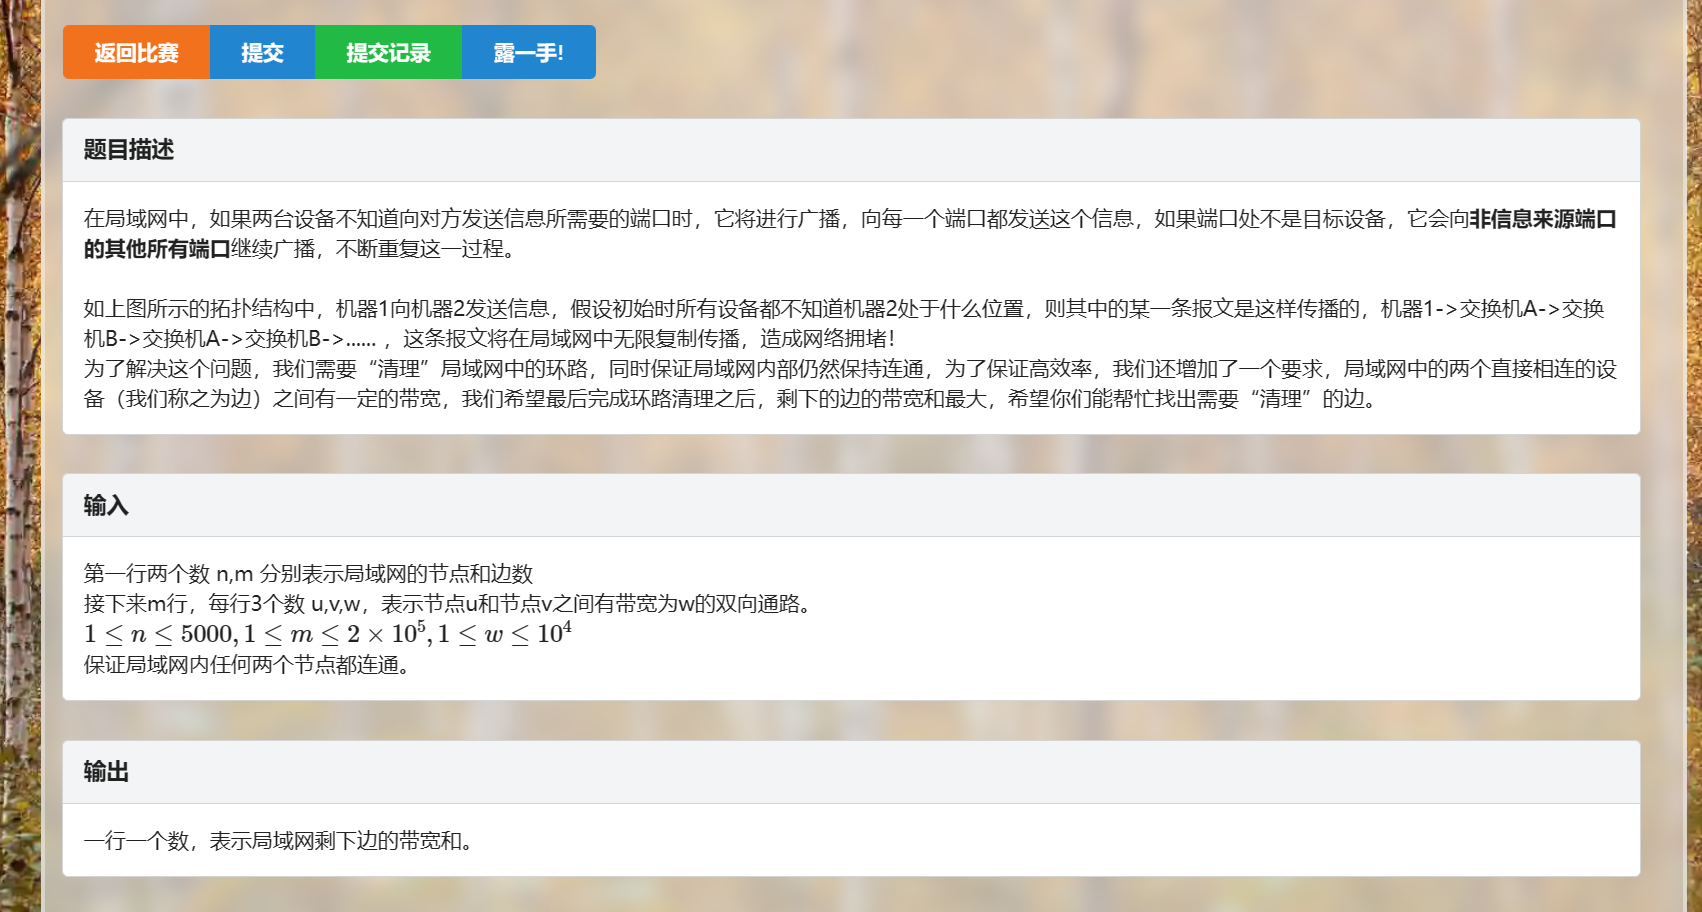 返回比赛 提交 提交记录 露一手!
题目描述
在局域网中，如果两台设备不知道向对方发送信息所需要的端口时，它将进行广播，向每一个端口都发送这个信息，如果端口处不是目标设备，它会向非信息来源端口
的其他所有端口继续广播，不断重复这一过程。
如上图所示的拓扑结构中，机器1向机器2发送信息，假设初始时所有设备都不知道机器2处于什么位置，则其中的某一条报文是这样传播的，机器1->交换机A->交换
机B->交换机A->交换机B->...... ，这条报文将在局域网中无限复制传播，造成网络拥堵！
为了解决这个问题，我们需要“清理”局域网中的环路，同时保证局域网内部仍然保持连通，为了保证高效率，我们还增加了一个要求，局域网中的两个直接相连的设
备（我们称之为边）之间有一定的带宽，我们希望最后完成环路清理之后，剩下的边的带宽和最大，希望你们能帮忙找出需要“清理”的边。
输入
第一行两个数 n,m 分别表示局域网的节点和边数
接下来m行，每行3个数 u,v,w，表示节点u和节点v之间有带宽为w的双向通路。
1 ≤ n ≤ 5000, 1 ≤ m ≤ 2 × 10⁵, 1 ≤ w ≤ 10⁴
保证局域网内任何两个节点都连通。
输出
一行一个数，表示局域网剩下边的带宽和。